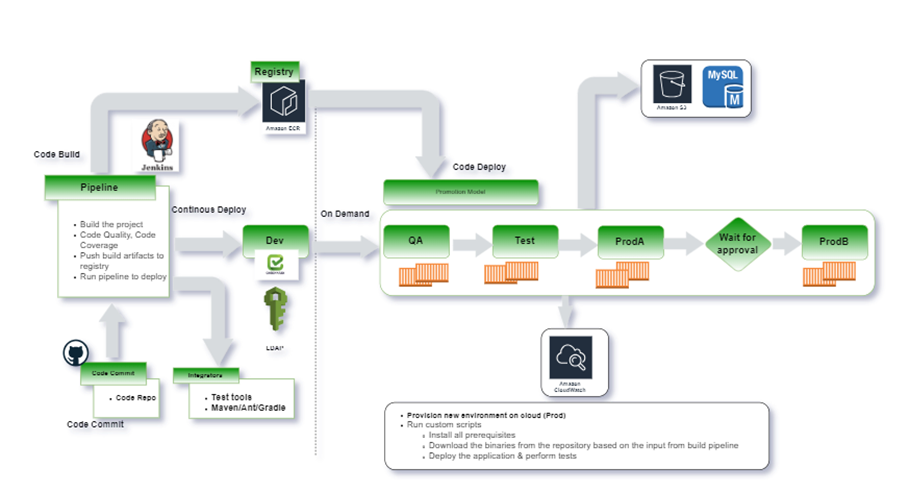 Registry
Amazon ECR
Amazon S3
MySQL
M
Jenkins
Code Build
Code Deploy
Pipeline
Promotion Model
Build the project
Code Quality, Code
Coverage
Push build artifacts to
registry
Run pipeline to deploy
Continous Deploy
On Demand
Dev
QA
Test
ProdA
Wait for
approval
ProdB
Code Commit
Code Repo
Code Commit
Integrators
Test tools
Maven/Ant/Gradle
Amazon
CloudWatch
Provision new environment on cloud (Prod)
Run custom scripts
Install all prerequisites
Download the binaries from the repository based on the input from build pipeline
Deploy the application & perform tests